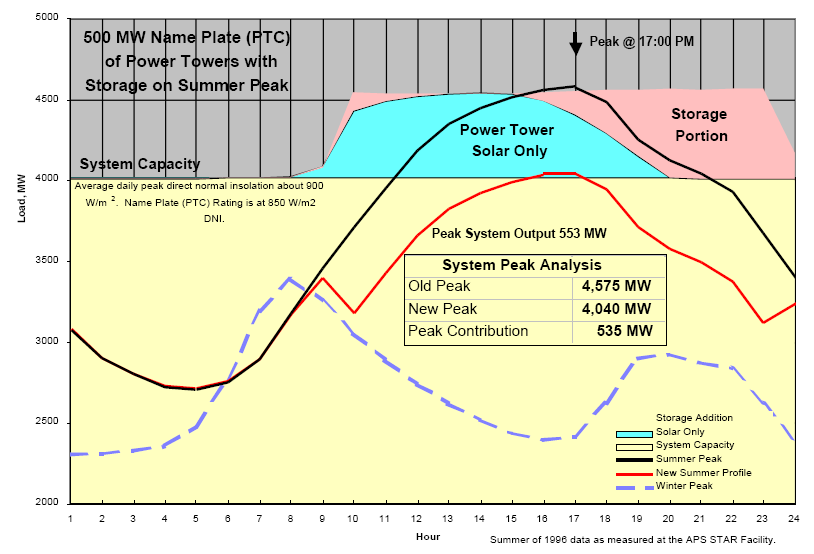 500 MW Name Plate (PTC)
of Power Towers with
Storage on Summer Peak
Peak @ 17:00 PM
Storage
Portion
Power Tower
Solar Only
System Capacity
Average daily peak direct normal insolation about 900
W/m 2. Name Plate (PTC) Rating is at 850 W/m2
DNI.
Peak System Output 553 MW
System Peak Analysis
Old Peak 4,575 MW
New Peak 4,040 MW
Peak Contribution 535 MW
Storage Addition
Solar Only
System Capacity
Summer Peak
New Summer Profile
Winter Peak
Load, MW
5000
4500
4000
3500
3000
2500
2000
1 2 3 4 5 6 7 8 9 10 11 12 13 14 15 16 17 18 19 20 21 22 23 24
Hour
Summer of 1996 data as measured at the APS STAR Facility.